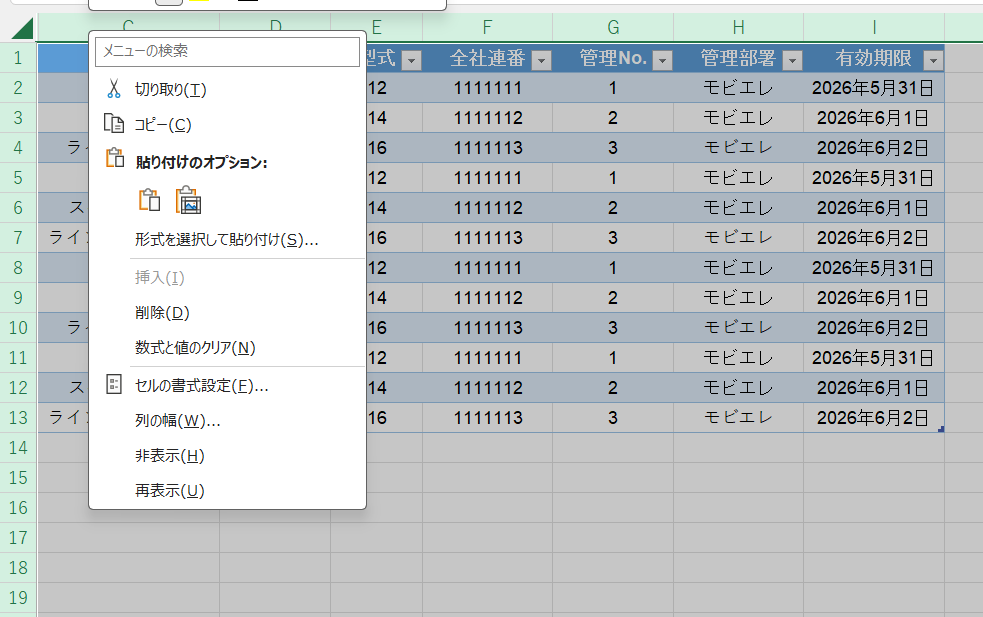 C D E F G H I
1 型式 全社連番 管理No. 管理部署 有効期限
メニューの検索
2 12 1111111 1 モビエレ 2026年5月31日
切り取り(T)
3 14 1111112 2 モビエレ 2026年6月1日
コピー(C)
4 ライ 16 1111113 3 モビエレ 2026年6月2日
貼り付けのオプション:
5 12 1111111 1 モビエレ 2026年5月31日
6 ス 14 1111112 2 モビエレ 2026年6月1日
7 ライン 16 1111113 3 モビエレ 2026年6月2日
形式を選択して貼り付け(S)...
8 12 1111111 1 モビエレ 2026年5月31日
挿入(I)
9 14 1111112 2 モビエレ 2026年6月1日
削除(D)
10 ライ 16 1111113 3 モビエレ 2026年6月2日
数式と値のクリア(N)
11 12 1111111 1 モビエレ 2026年5月31日
12 ス 14 1111112 2 モビエレ 2026年6月1日
セルの書式設定(F)...
13 ライン 16 1111113 3 モビエレ 2026年6月2日
列の幅(W)...
14
非表示(H)
15
再表示(U)
16
17
18
19